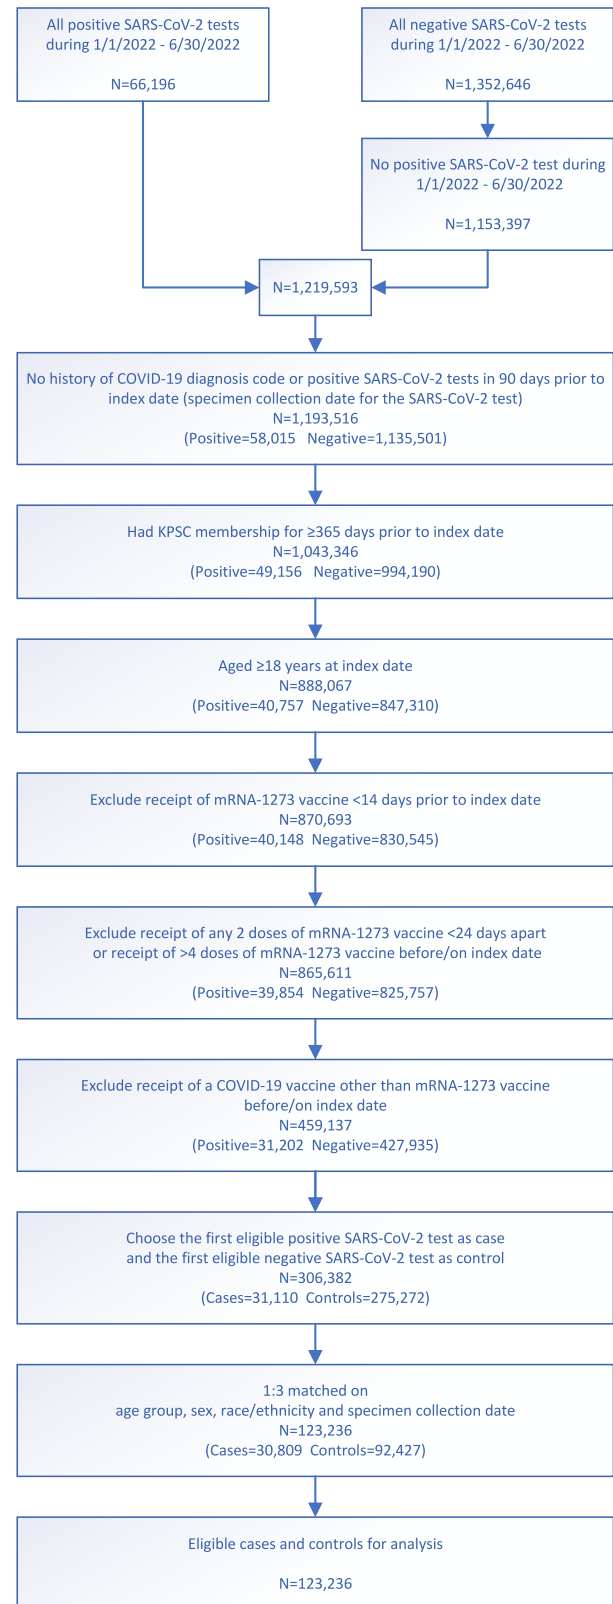 All positive SARS-CoV-2 tests
during 1/1/2022 - 6/30/2022
N=66,196
All negative SARS-CoV-2 tests
during 1/1/2022 - 6/30/2022
N=1,352,646
No positive SARS-CoV-2 test during
1/1/2022 - 6/30/2022
N=1,153,397
N=1,219,593
No history of COVID-19 diagnosis code or positive SARS-CoV-2 tests in 90 days prior to
index date (specimen collection date for the SARS-CoV-2 test)
N=1,193,516
(Positive=58,015 Negative=1,135,501)
Had KPSC membership for ≥365 days prior to index date
N=1,043,346
(Positive=49,156 Negative=994,190)
Aged ≥18 years at index date
N=888,067
(Positive=40,757 Negative=847,310)
Exclude receipt of mRNA-1273 vaccine <14 days prior to index date
N=870,693
(Positive=40,148 Negative=830,545)
Exclude receipt of any 2 doses of mRNA-1273 vaccine <24 days apart
or receipt of >4 doses of mRNA-1273 vaccine before/on index date
N=865,611
(Positive=39,854 Negative=825,757)
Exclude receipt of a COVID-19 vaccine other than mRNA-1273 vaccine
before/on index date
N=459,137
(Positive=31,202 Negative=427,935)
Choose the first eligible positive SARS-CoV-2 test as case
and the first eligible negative SARS-CoV-2 test as control
N=306,382
(Cases=31,110 Controls=275,272)
1:3 matched on
age group, sex, race/ethnicity and specimen collection date
N=123,236
(Cases=30,809 Controls=92,427)
Eligible cases and controls for analysis
N=123,236